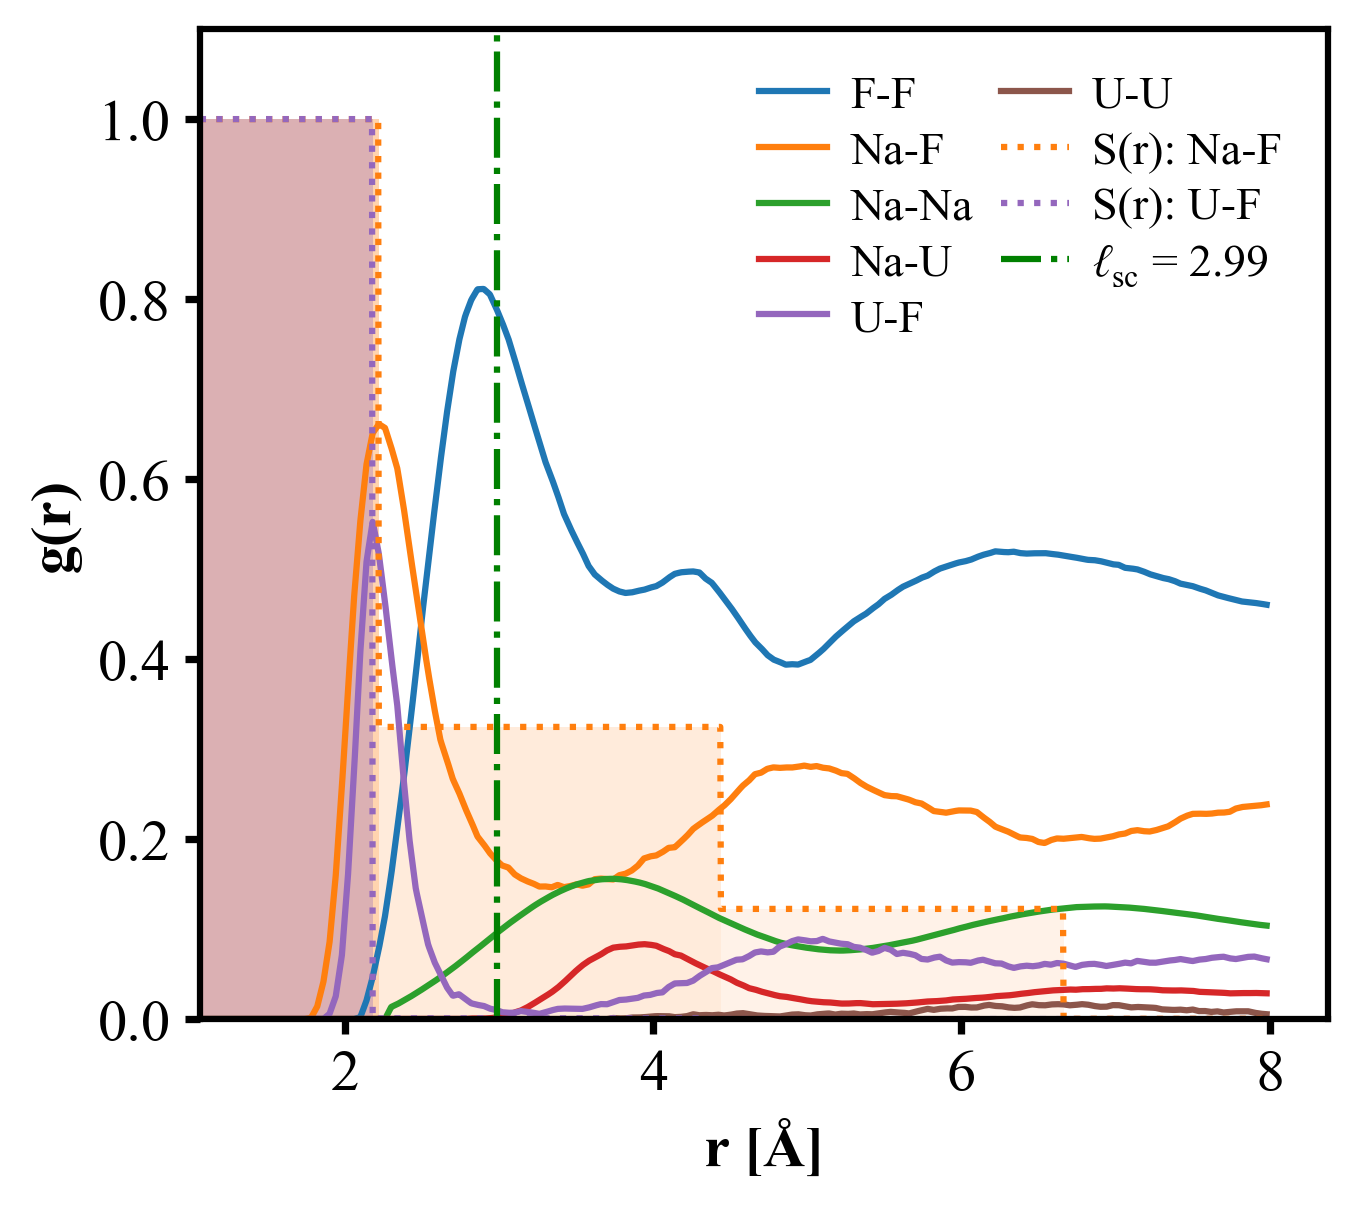 1.0
0.8
0.6
0.4
0.2
0.0
g(r)
2
4
6
8
r [Å]
F-F
Na-F
Na-Na
Na-U
U-F
U-U
S(r): Na-F
S(r): U-F
ℓsc = 2.99